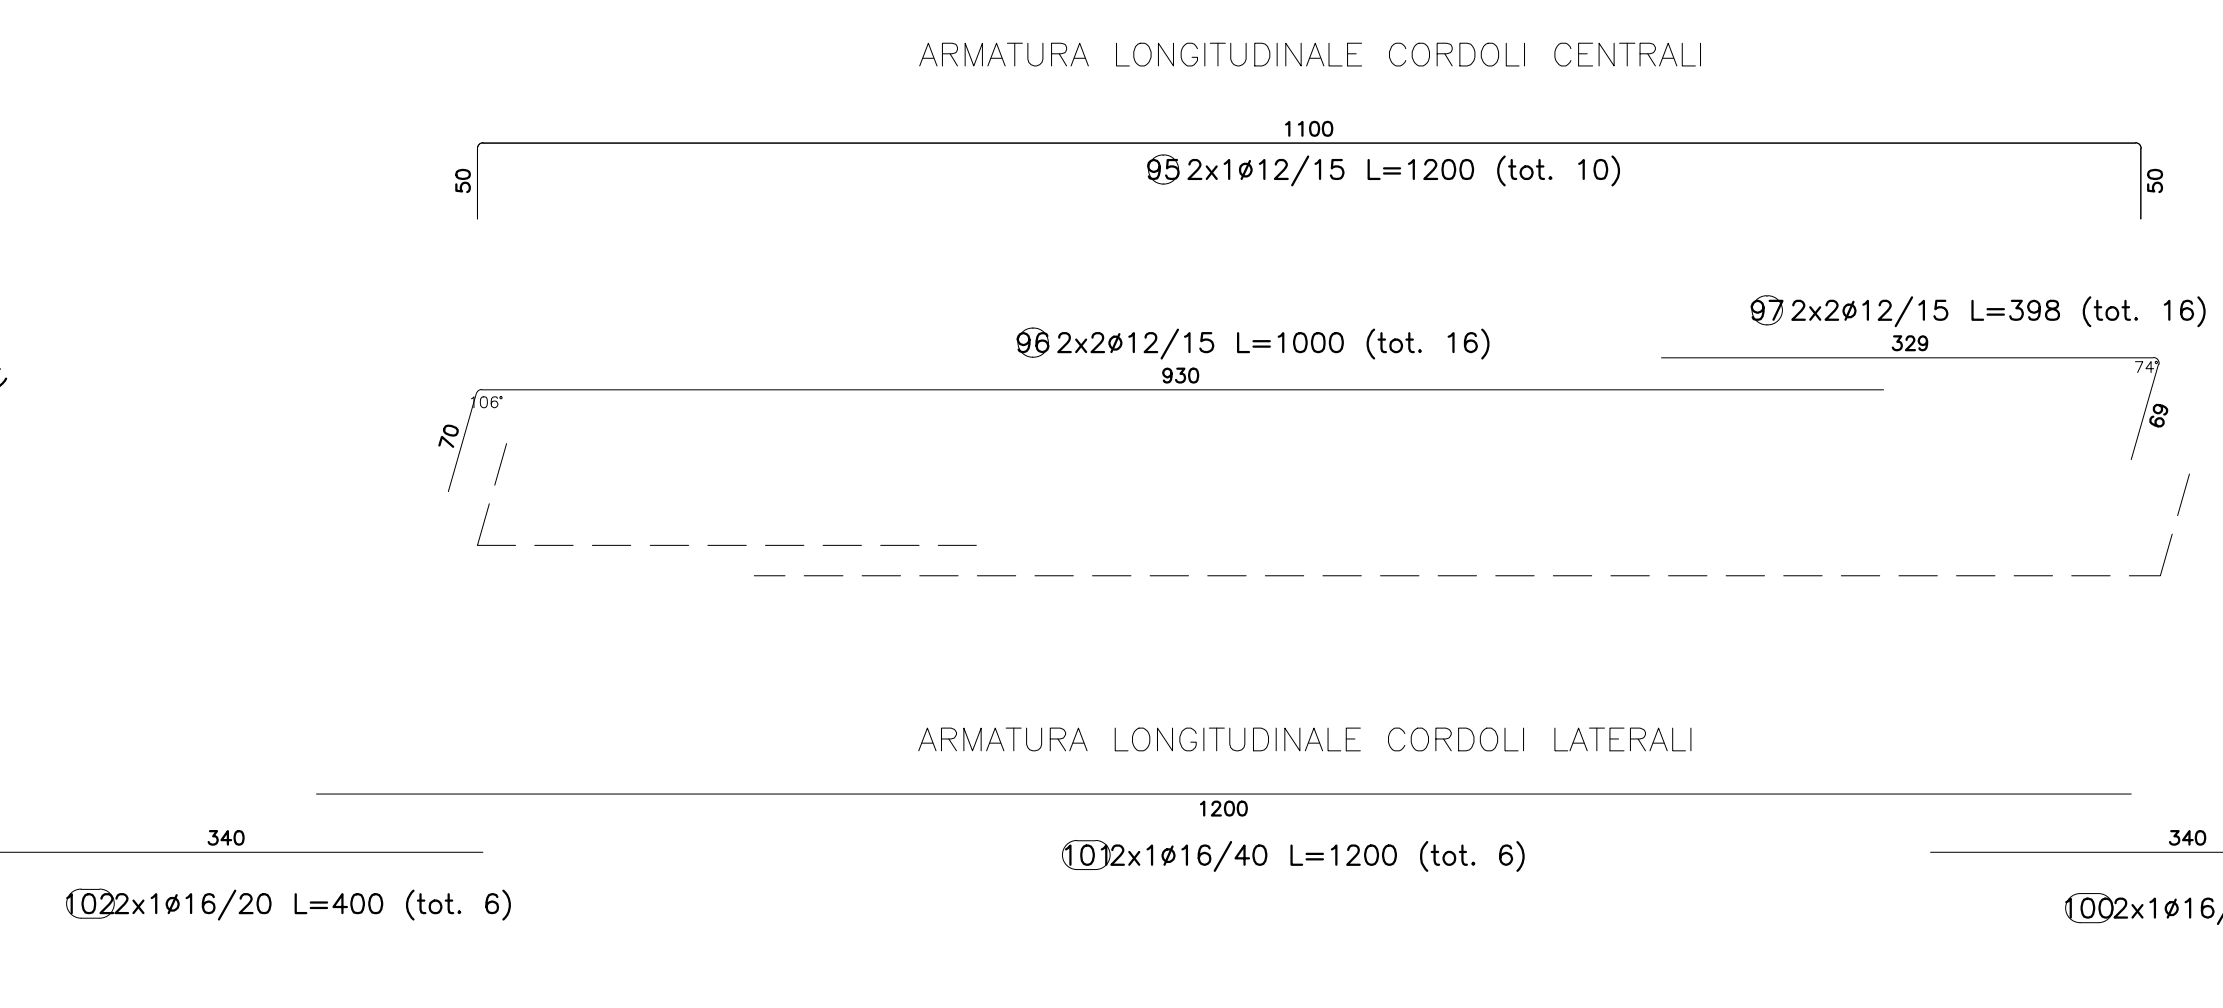 ARMATURA LONGITUDINALE CORDOLI CENTRALI
1100
50
95 2x1ø12/15 L=1200 (tot. 10)
50
97 2x2ø12/15 L=398 (tot. 16)
96 2x2ø12/15 L=1000 (tot. 16)
329
74°
930
106°
70
69
ARMATURA LONGITUDINALE CORDOLI LATERALI
1200
340
340
101 2x1ø16/40 L=1200 (tot. 6)
102 2x1ø16/20 L=400 (tot. 6)
100 2x1ø16/